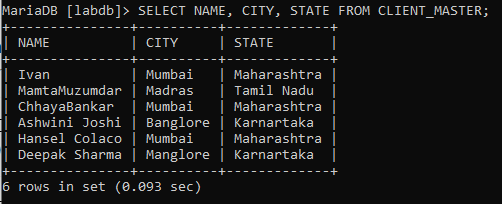 MariaDB [labdb]> SELECT NAME, CITY, STATE FROM CLIENT_MASTER;
+---------------+-----------+-------------+
| NAME          | CITY      | STATE       |
+---------------+-----------+-------------+
| Ivan          | Mumbai    | Maharashtra |
| MamtaMuzumdar | Madras    | Tamil Nadu  |
| ChhayaBankar  | Mumbai    | Maharashtra |
| Ashwini Joshi | Banglore  | Karnataka   |
| Hansel Colaco | Mumbai    | Maharashtra |
| Deepak Sharma | Manglore  | Karnartaka  |
+---------------+-----------+-------------+
6 rows in set (0.093 sec)